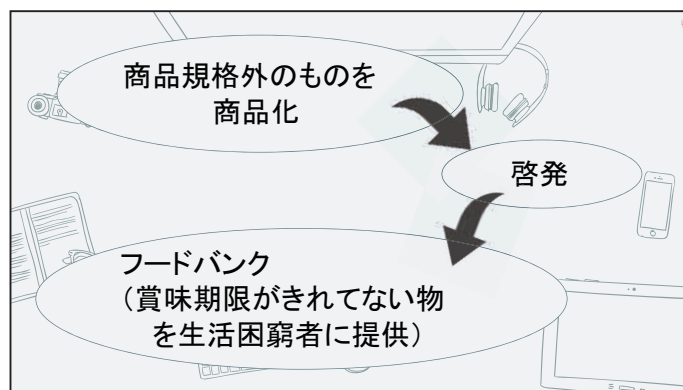 商品規格外のものを
商品化
啓発
フードバンク
（賞味期限がきれてない物
を生活困窮者に提供）